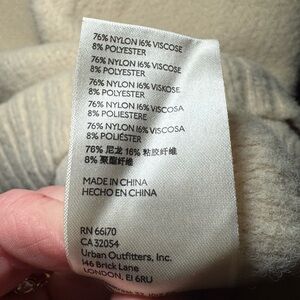 76% NYLON 16% VISCOSE
8% POLYESTER
76% NYLON 16% VISCOSE
8% POLYESTER
76% NYLON 16% VISKOSE
8% POLYESTER
76% NYLON 16% VISCOSA
8% POLIESTERE
76% NYLON 16% VISCOSA
8% POLIÉSTER
76% 尼龙 16% 粘胶纤维
8% 聚酯纤维
MADE IN CHINA
HECHO EN CHINA
RN 66170
CA 32054
Urban Outfitters, Inc.
146 Brick Lane
LONDON, E1 6RU